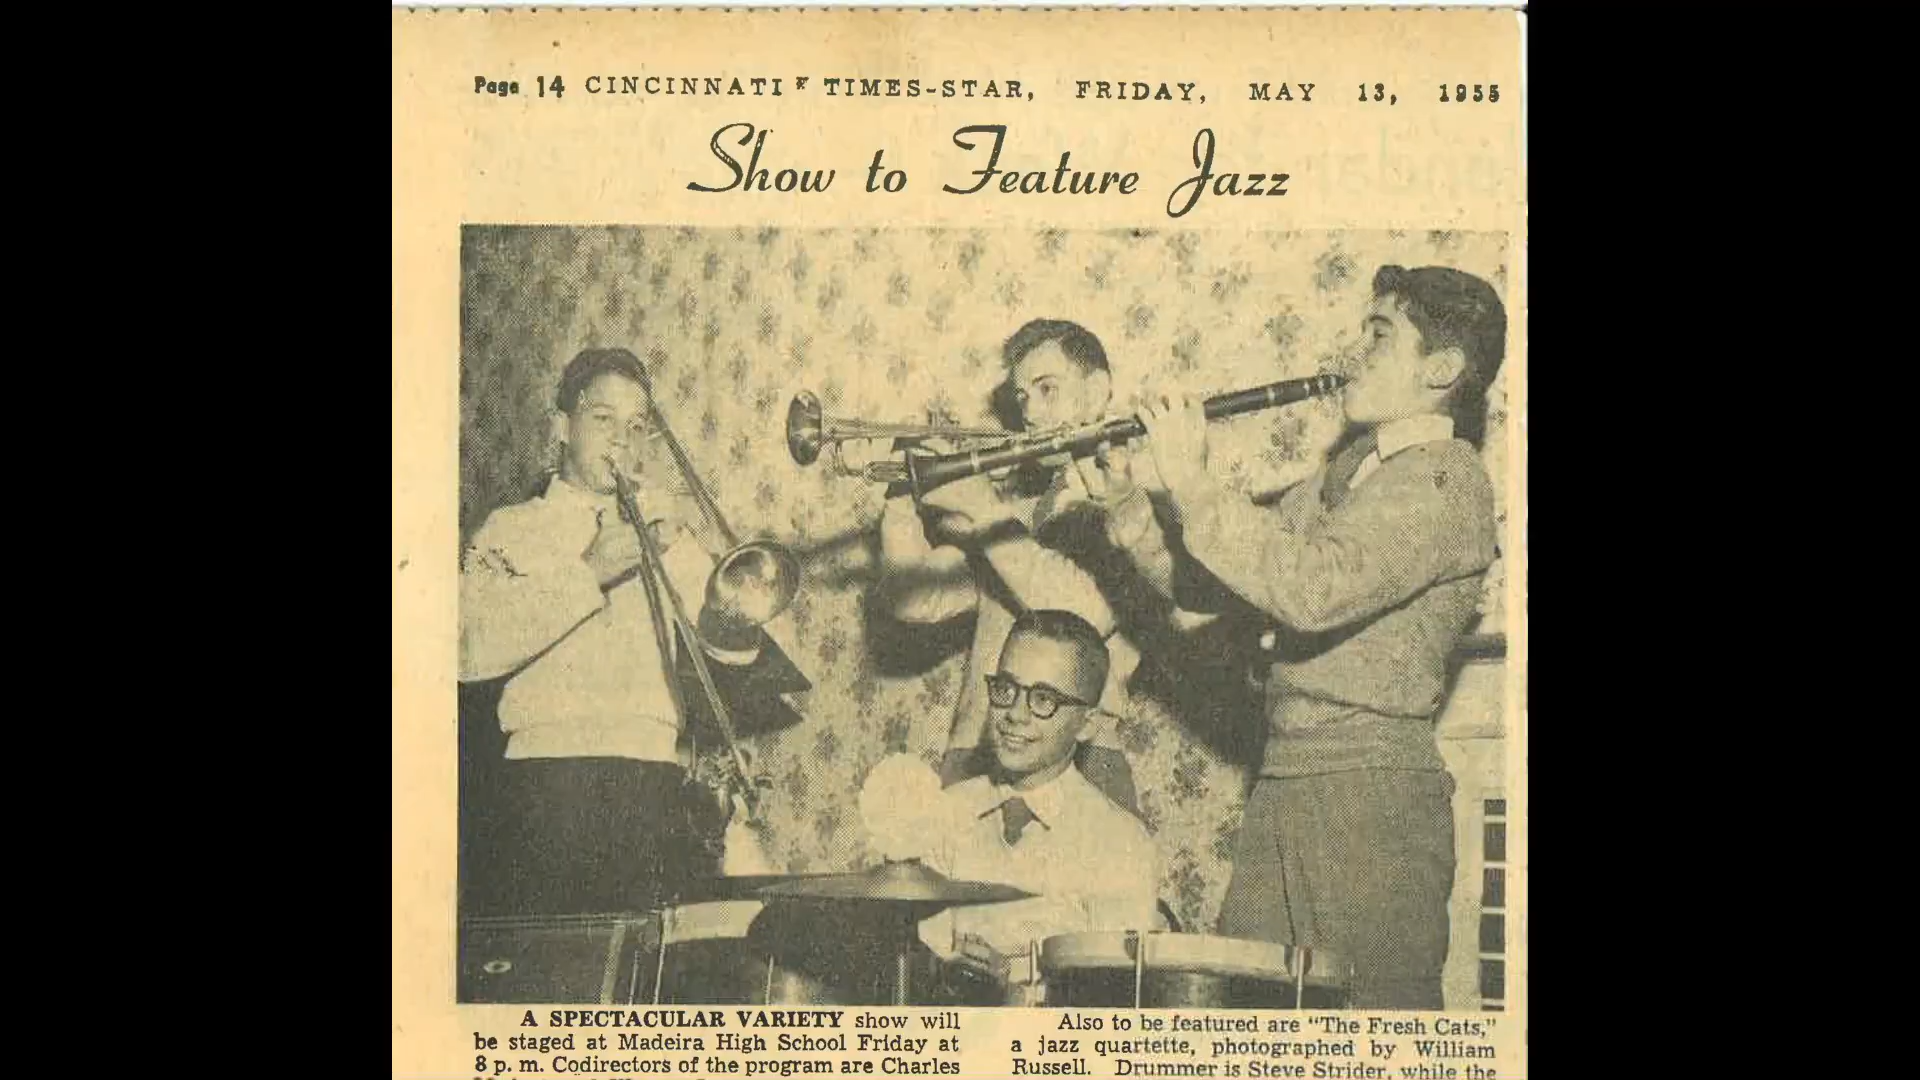 Page 14 CINCINNATI TIMES-STAR, FRIDAY, MAY 13, 1955
Show to Feature Jazz
A SPECTACULAR VARIETY show will
be staged at Madeira High School Friday at
8 p. m. Codirectors of the program are Charles
Also to be featured are "The Fresh Cats,"
a jazz quartette, photographed by William
Russell. Drummer is Steve Strider, while the